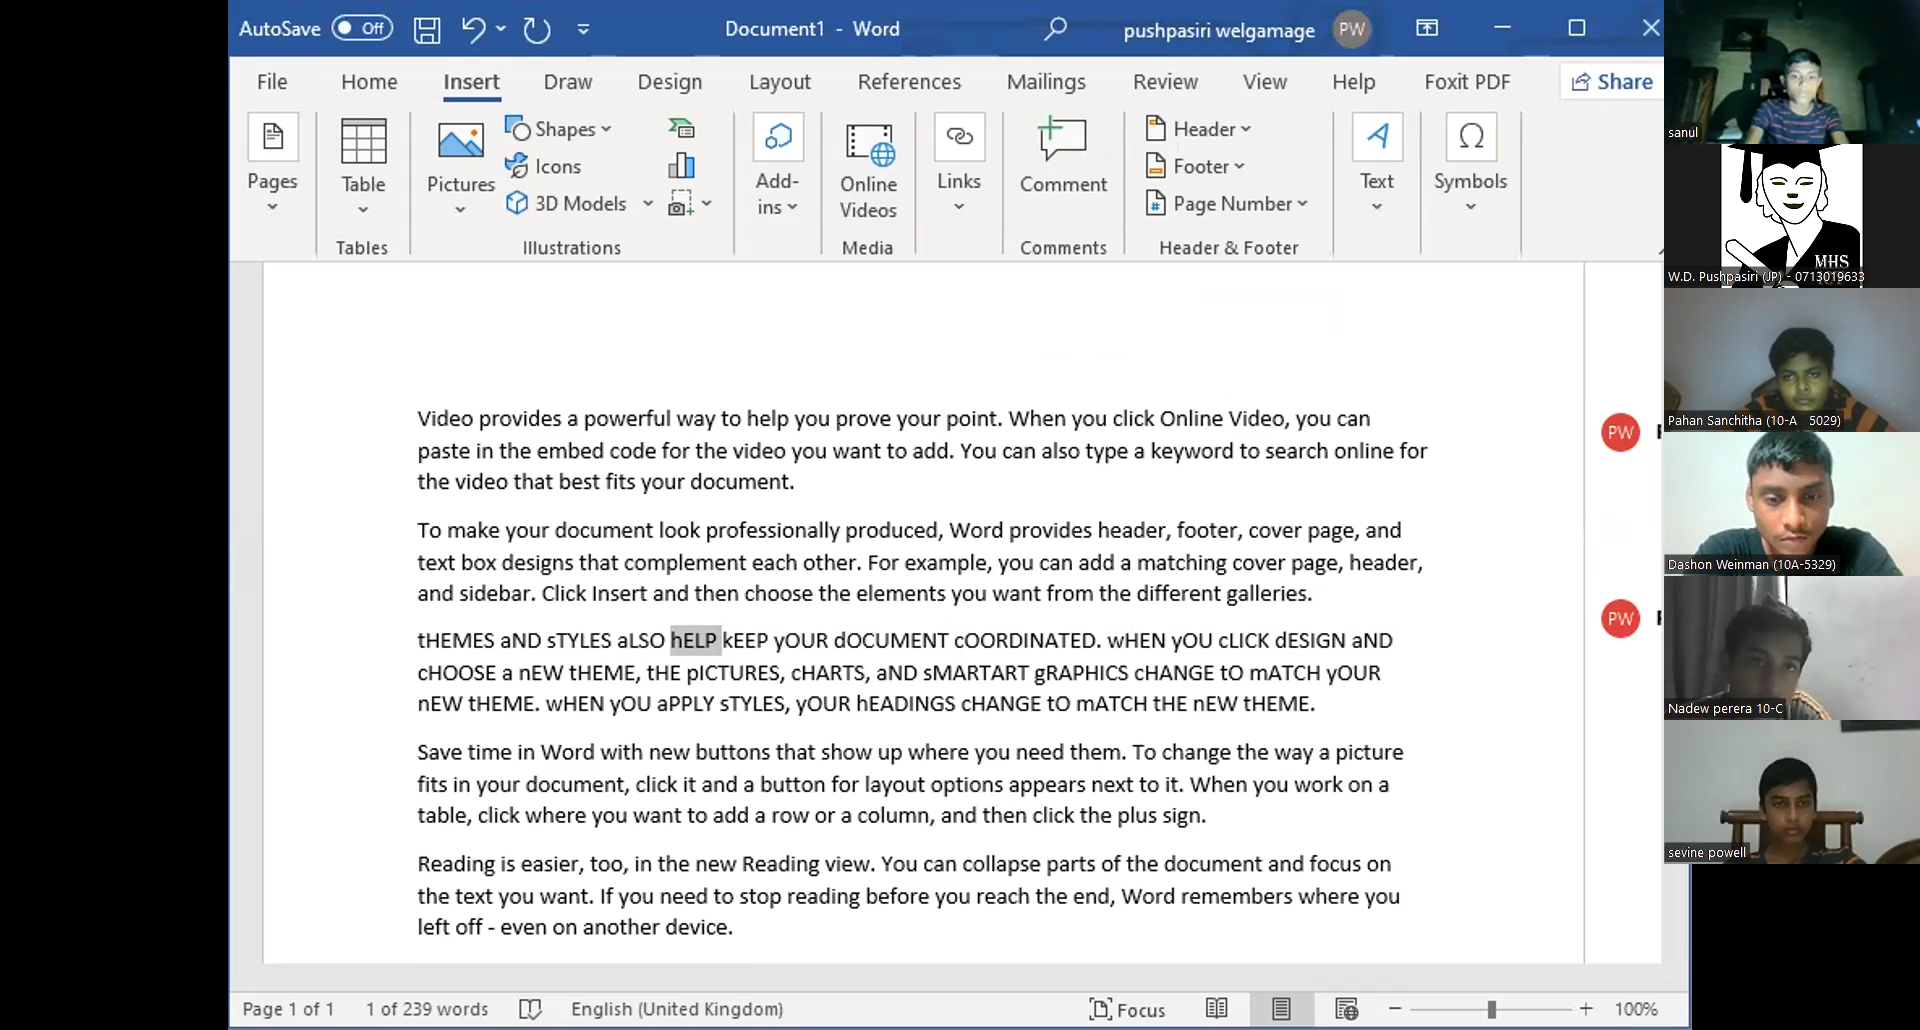 AutoSave Off Document1 - Word pushpasiri welgamage PW
File Home Insert Draw Design Layout References Mailings Review View Help Foxit PDF Share
Pages
Table
Tables
Pictures
Shapes
Icons
3D Models
Illustrations
Add-
ins
Online
Videos
Media
Links
Comment
Comments
Header
Footer
Page Number
Header & Footer
Text
Symbols
Video provides a powerful way to help you prove your point. When you click Online Video, you can
paste in the embed code for the video you want to add. You can also type a keyword to search online for
the video that best fits your document.
To make your document look professionally produced, Word provides header, footer, cover page, and
text box designs that complement each other. For example, you can add a matching cover page, header,
and sidebar. Click Insert and then choose the elements you want from the different galleries.
tHEMES aND sTYLES aLSO hELP kEEP yOUR dOCUMENT cOORDINATED. wHEN yOU cLICK dESIGN aND
cHOOSE a nEW tHEME, tHE pICTURES, cHARTS, aND sMARTART gRAPHICS cHANGE tO mATCH yOUR
nEW tHEME. wHEN yOU aPPLY sTYLES, yOUR hEADINGS cHANGE tO mATCH tHE nEW tHEME.
Save time in Word with new buttons that show up where you need them. To change the way a picture
fits in your document, click it and a button for layout options appears next to it. When you work on a
table, click where you want to add a row or a column, and then click the plus sign.
Reading is easier, too, in the new Reading view. You can collapse parts of the document and focus on
the text you want. If you need to stop reading before you reach the end, Word remembers where you
left off - even on another device.
PW
PW
Page 1 of 1 1 of 239 words English (United Kingdom) Focus 100%
sanul
MHS
W.D. Pushpasiri (JP) - 0713019633
Pahan Sanchitha (10-A 5029)
Dashon Weinman (10A-5329)
Nadew perera 10-C
sevine powell